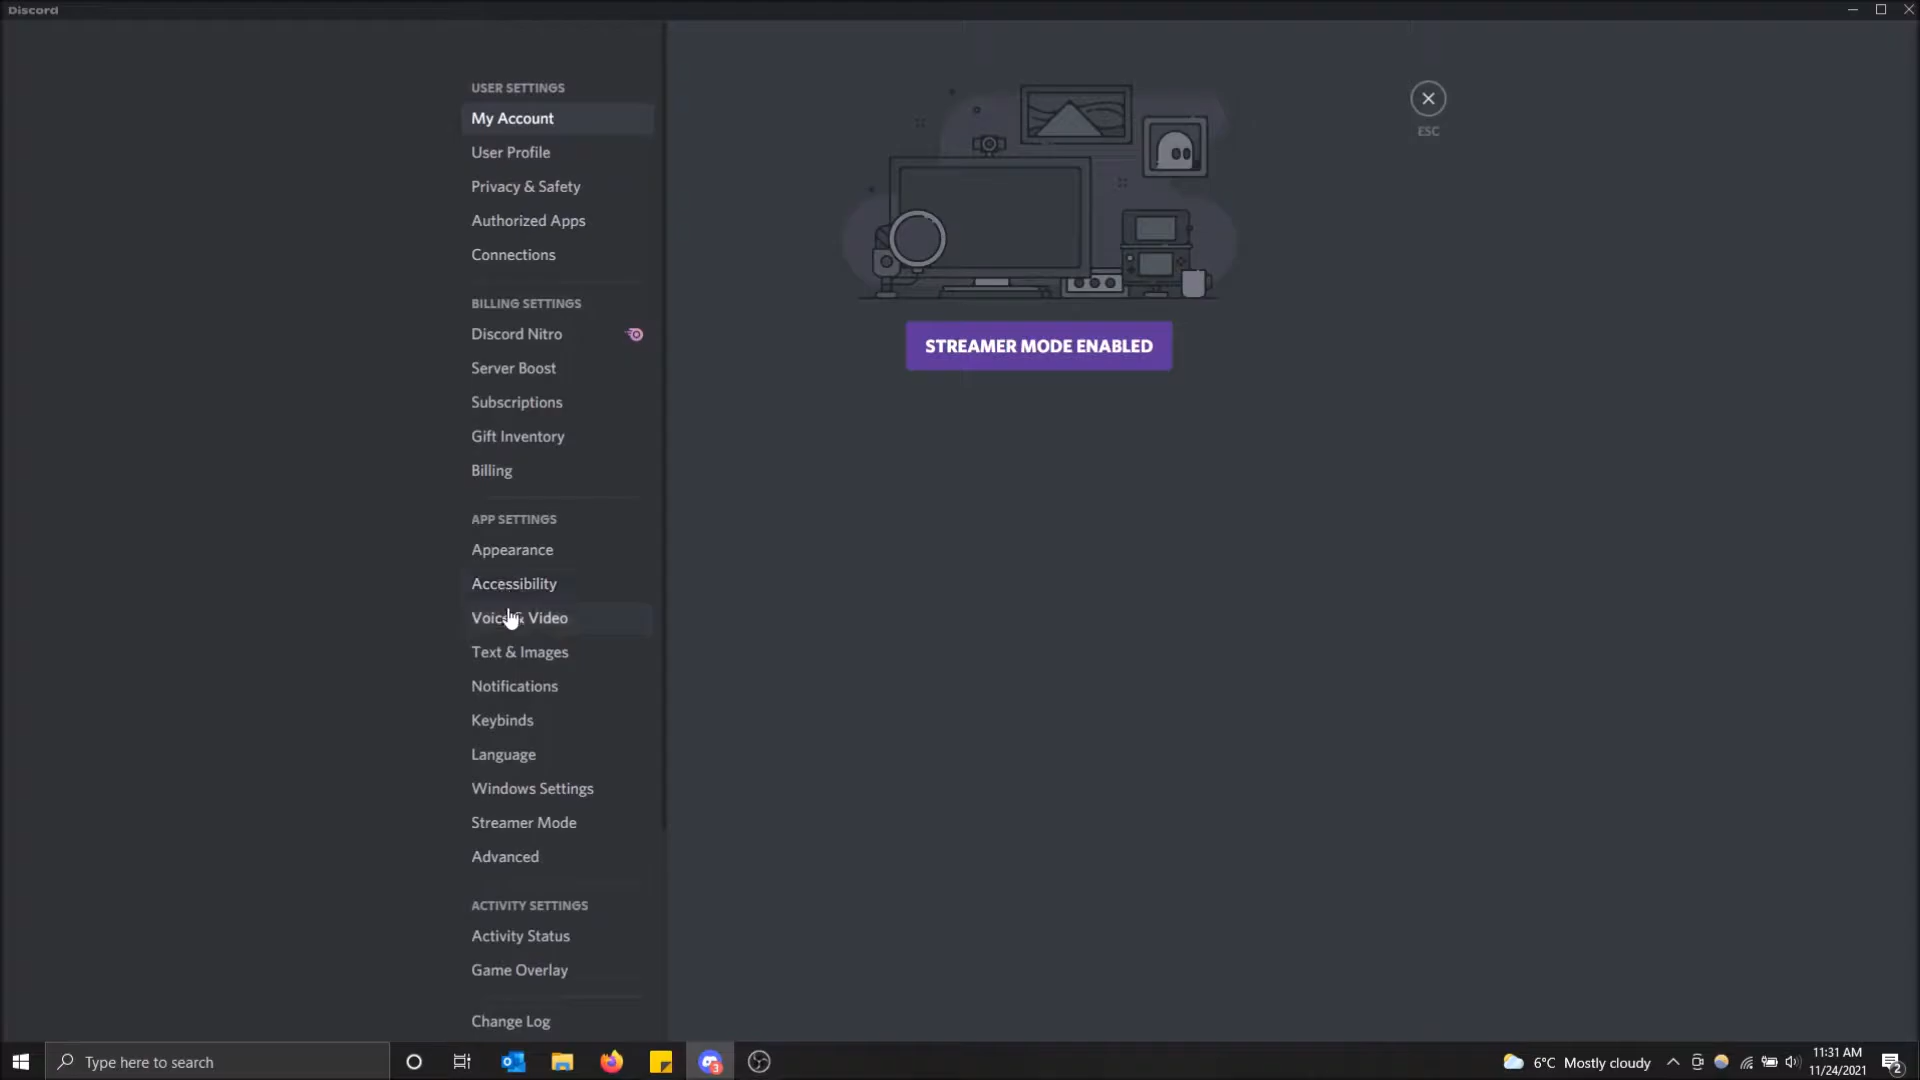 Discord
USER SETTINGS
My Account
User Profile
Privacy & Safety
Authorized Apps
Connections
BILLING SETTINGS
Discord Nitro
Server Boost
Subscriptions
Gift Inventory
Billing
APP SETTINGS
Appearance
Accessibility
Voice & Video
Text & Images
Notifications
Keybinds
Language
Windows Settings
Streamer Mode
Advanced
ACTIVITY SETTINGS
Activity Status
Game Overlay
Change Log
ESC
STREAMER MODE ENABLED
Type here to search
3
6°C Mostly cloudy
11:31 AM
11/24/2021
2